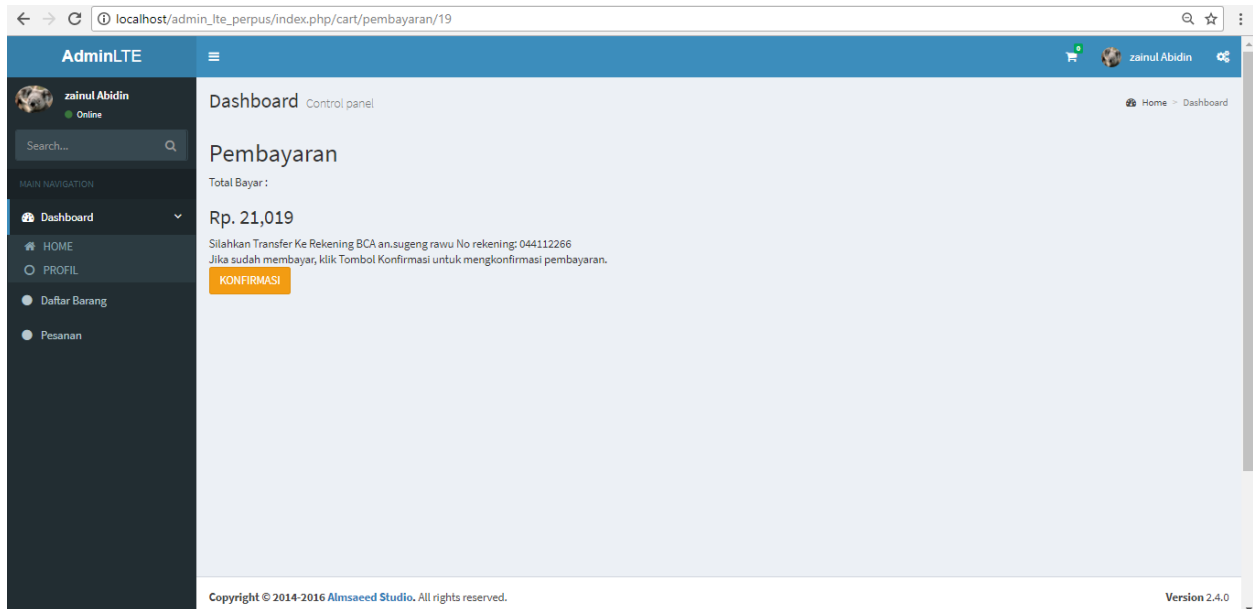 localhost/admin_lte_perpus/index.php/cart/pembayaran/19
AdminLTE
0
zainul Abidin
zainul Abidin
Online
Search...
MAIN NAVIGATION
Dashboard
HOME
PROFIL
Daftar Barang
Pesanan
Dashboard Control panel
Home > Dashboard
Pembayaran
Total Bayar :
Rp. 21,019
Silahkan Transfer Ke Rekening BCA an.sugeng rawu No rekening: 044112266
Jika sudah membayar, klik Tombol Konfirmasi untuk mengkonfirmasi pembayaran.
KONFIRMASI
Copyright © 2014-2016 Almsaeed Studio. All rights reserved.
Version 2.4.0